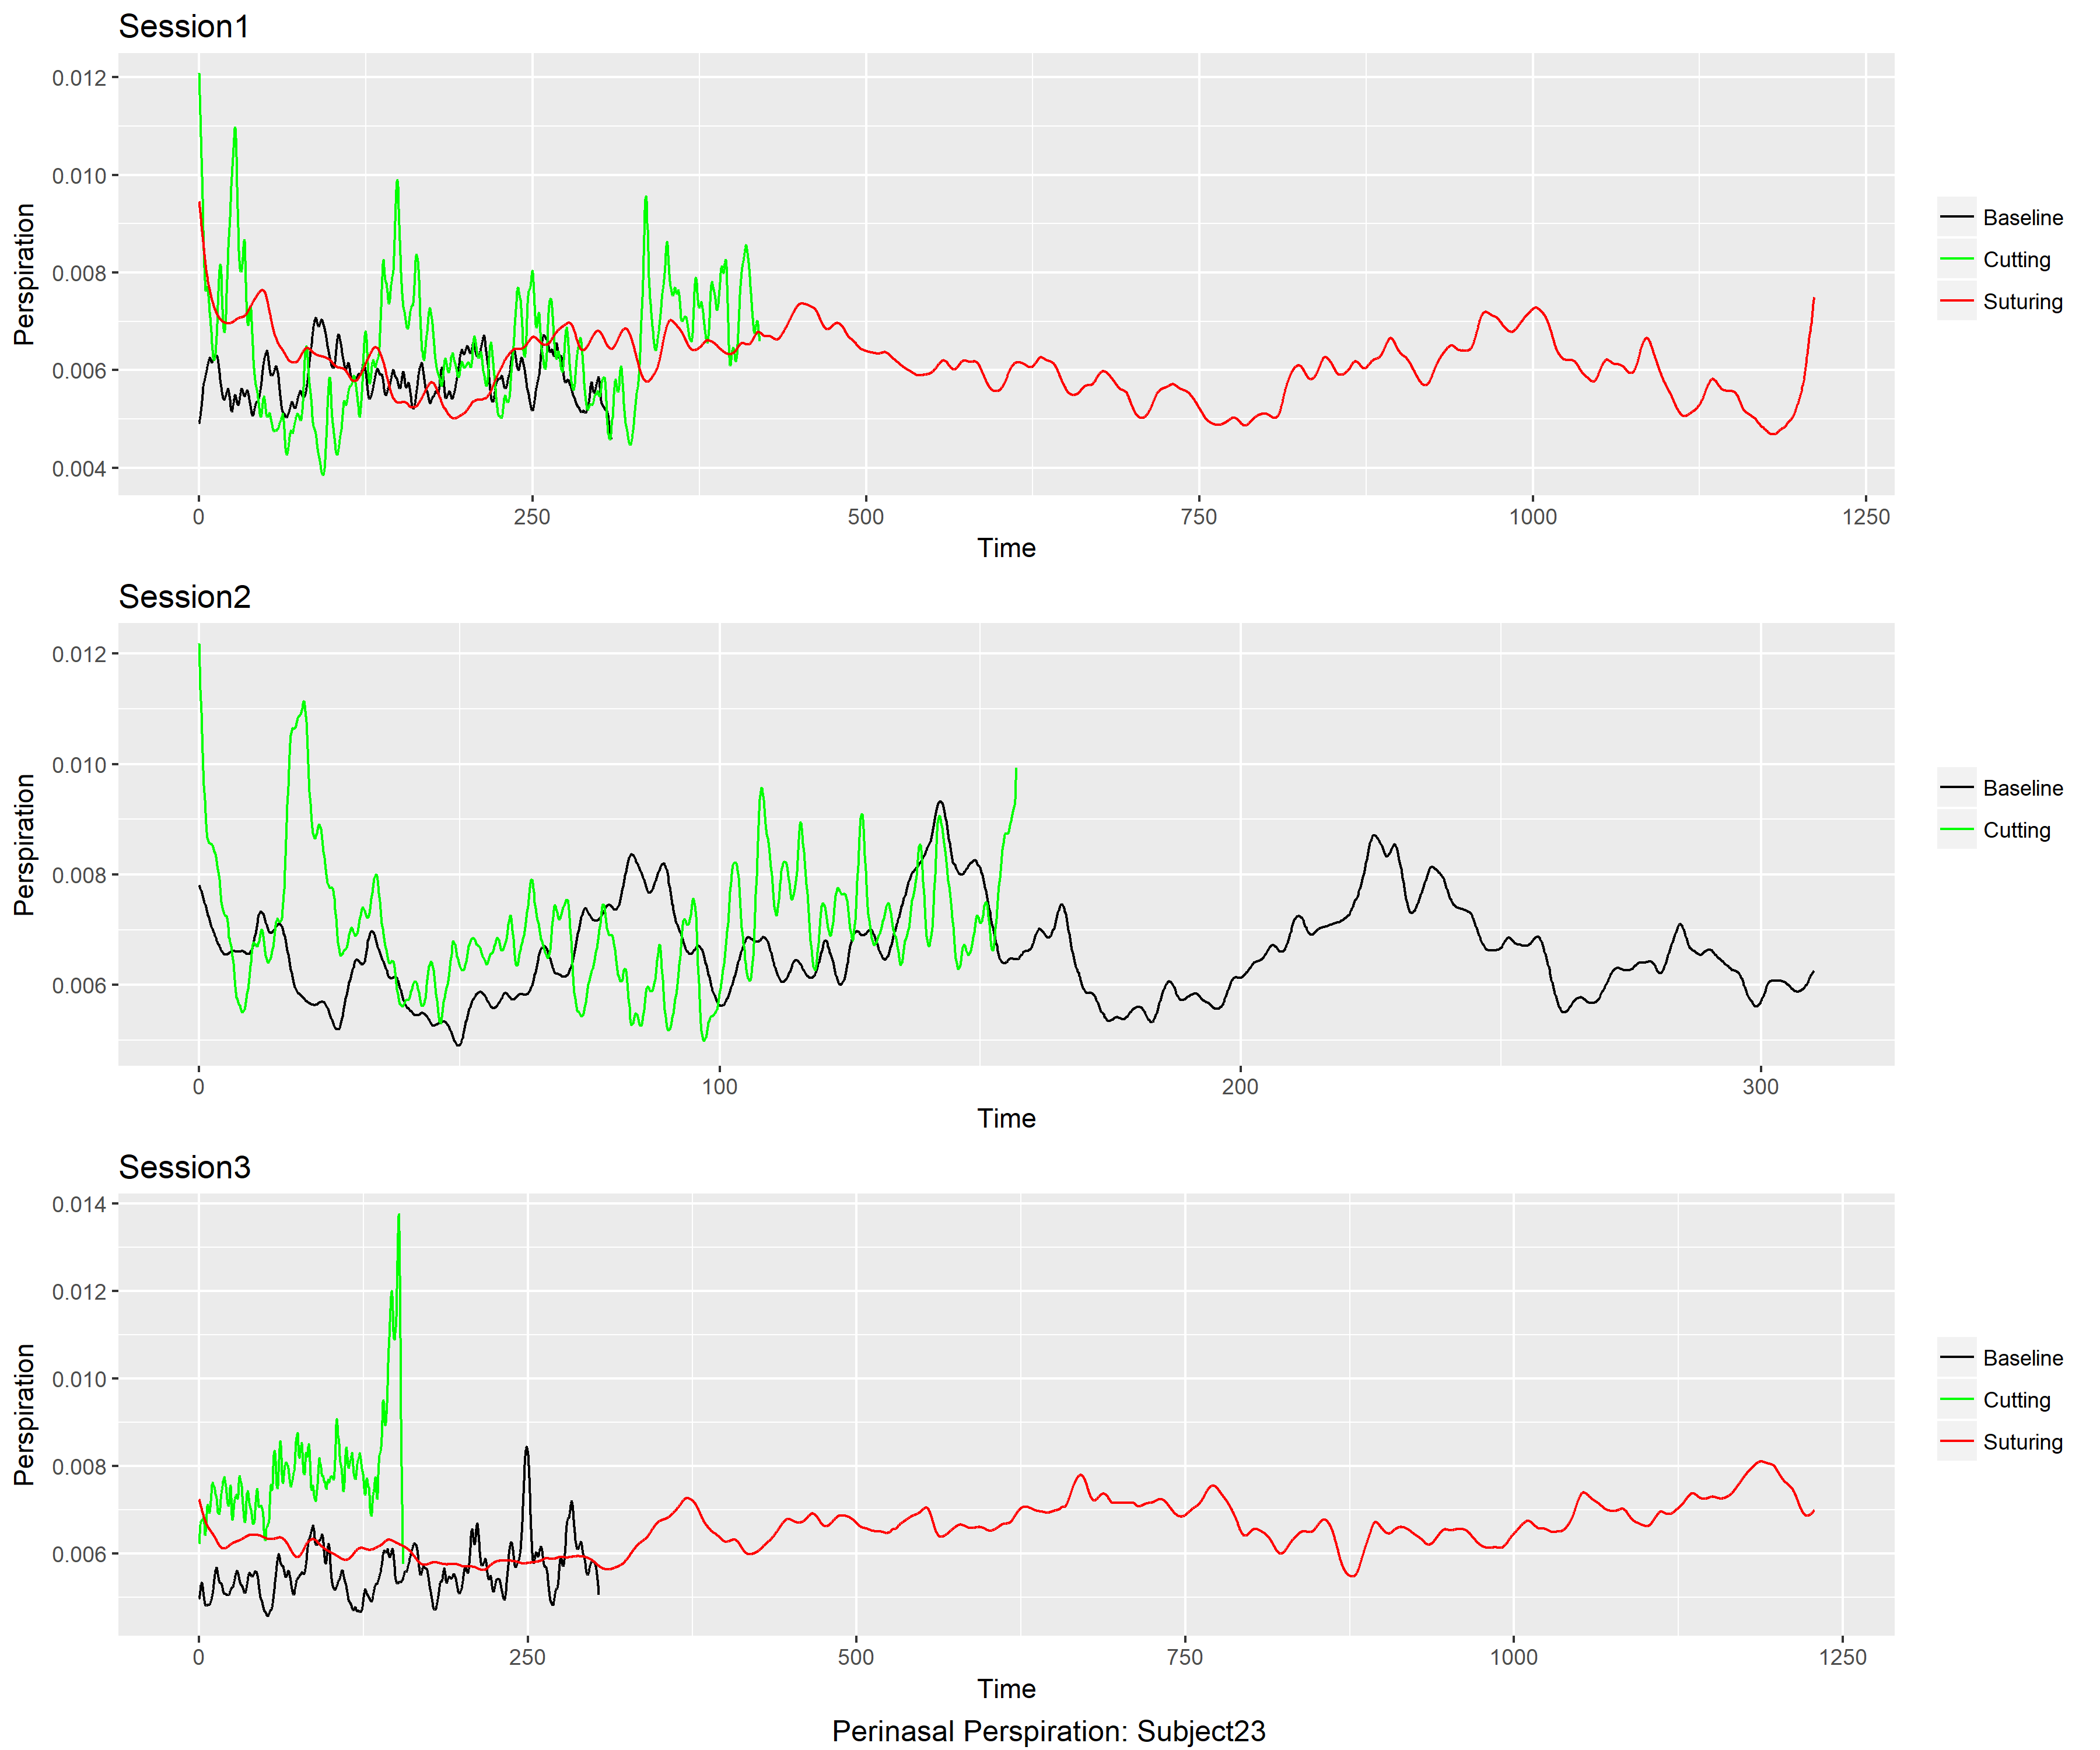 Session1
Perspiration
0.012
0.010
0.008
0.006
0.004
0 250 500 750 1000 1250
Time
Baseline
Cutting
Suturing
Session2
Perspiration
0.012
0.010
0.008
0.006
0 100 200 300
Time
Baseline
Cutting
Session3
Perspiration
0.014
0.012
0.010
0.008
0.006
0 250 500 750 1000 1250
Time
Baseline
Cutting
Suturing
Perinasal Perspiration: Subject23